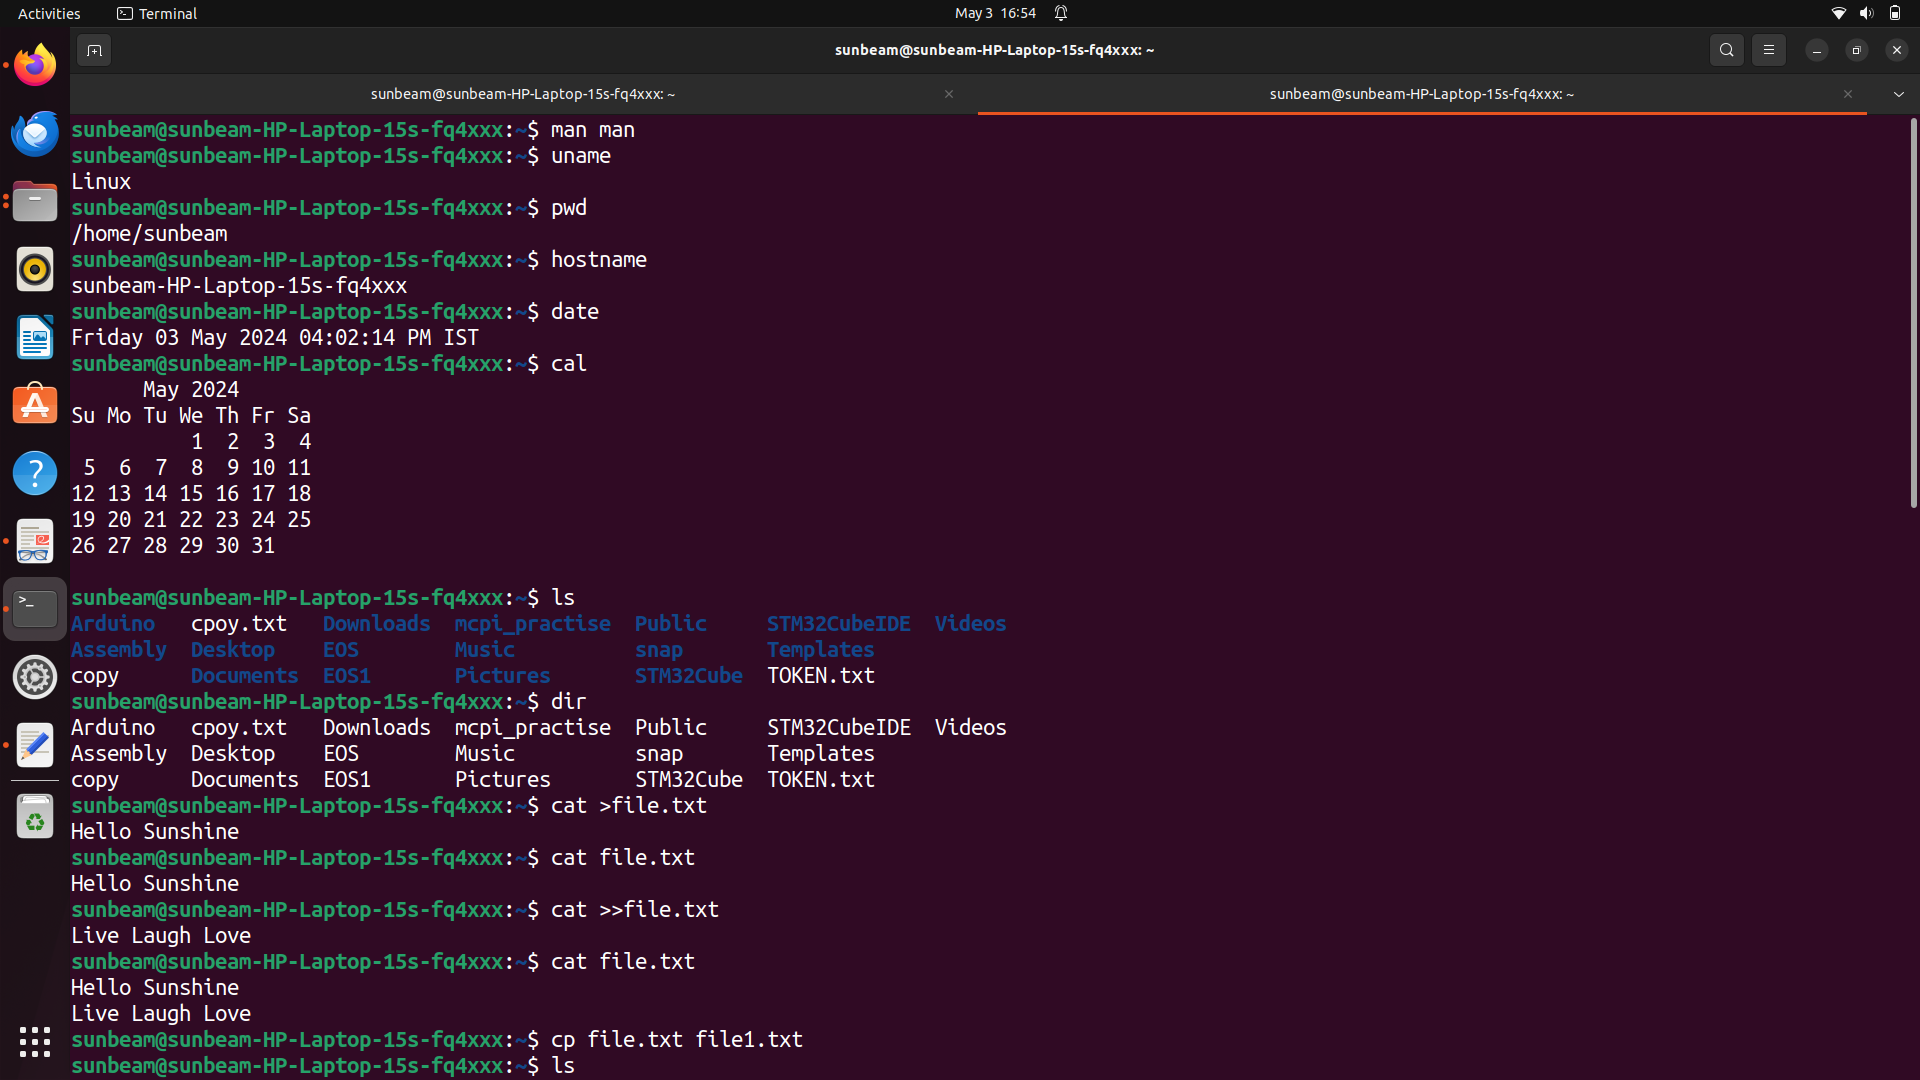 Activities Terminal May 3 16:54
sunbeam@sunbeam-HP-Laptop-15s-fq4xxx: ~
sunbeam@sunbeam-HP-Laptop-15s-fq4xxx: ~ sunbeam@sunbeam-HP-Laptop-15s-fq4xxx: ~
sunbeam@sunbeam-HP-Laptop-15s-fq4xxx:~$ man man
sunbeam@sunbeam-HP-Laptop-15s-fq4xxx:~$ uname
Linux
sunbeam@sunbeam-HP-Laptop-15s-fq4xxx:~$ pwd
/home/sunbeam
sunbeam@sunbeam-HP-Laptop-15s-fq4xxx:~$ hostname
sunbeam-HP-Laptop-15s-fq4xxx
sunbeam@sunbeam-HP-Laptop-15s-fq4xxx:~$ date
Friday 03 May 2024 04:02:14 PM IST
sunbeam@sunbeam-HP-Laptop-15s-fq4xxx:~$ cal
      May 2024
Su Mo Tu We Th Fr Sa
          1  2  3  4
 5  6  7  8  9 10 11
12 13 14 15 16 17 18
19 20 21 22 23 24 25
26 27 28 29 30 31
sunbeam@sunbeam-HP-Laptop-15s-fq4xxx:~$ ls
Arduino   cpoy.txt   Downloads  mcpi_practise  Public     STM32CubeIDE  Videos
Assembly  Desktop    EOS        Music          snap       Templates
copy      Documents  EOS1       Pictures       STM32Cube  TOKEN.txt
sunbeam@sunbeam-HP-Laptop-15s-fq4xxx:~$ dir
Arduino   cpoy.txt   Downloads  mcpi_practise  Public     STM32CubeIDE  Videos
Assembly  Desktop    EOS        Music          snap       Templates
copy      Documents  EOS1       Pictures       STM32Cube  TOKEN.txt
sunbeam@sunbeam-HP-Laptop-15s-fq4xxx:~$ cat >file.txt
Hello Sunshine
sunbeam@sunbeam-HP-Laptop-15s-fq4xxx:~$ cat file.txt
Hello Sunshine
sunbeam@sunbeam-HP-Laptop-15s-fq4xxx:~$ cat >>file.txt
Live Laugh Love
sunbeam@sunbeam-HP-Laptop-15s-fq4xxx:~$ cat file.txt
Hello Sunshine
Live Laugh Love
sunbeam@sunbeam-HP-Laptop-15s-fq4xxx:~$ cp file.txt file1.txt
sunbeam@sunbeam-HP-Laptop-15s-fq4xxx:~$ ls